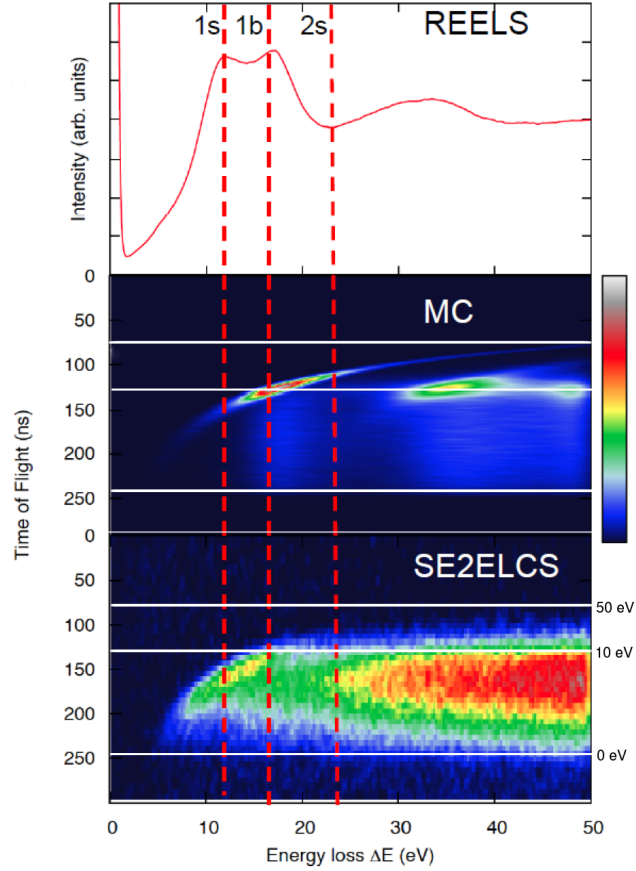 1s 1b 2s REELS
Intensity (arb. units)
0
MC
50
100
150
200
250
Time of Flight (ns)
0
SE2ELCS
50
50 eV
100
10 eV
150
200
250
0 eV
0 10 20 30 40 50
Energy loss ΔE (eV)